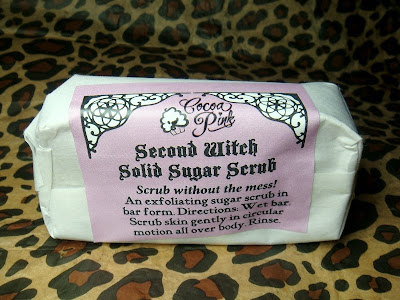 Cocoa
Pink
Second Witch
Solid Sugar Scrub
Scrub without the mess!
An exfoliating sugar scrub in
bar form. Directions: Wet bar.
Scrub skin gently in circular
motion all over body. Rinse.